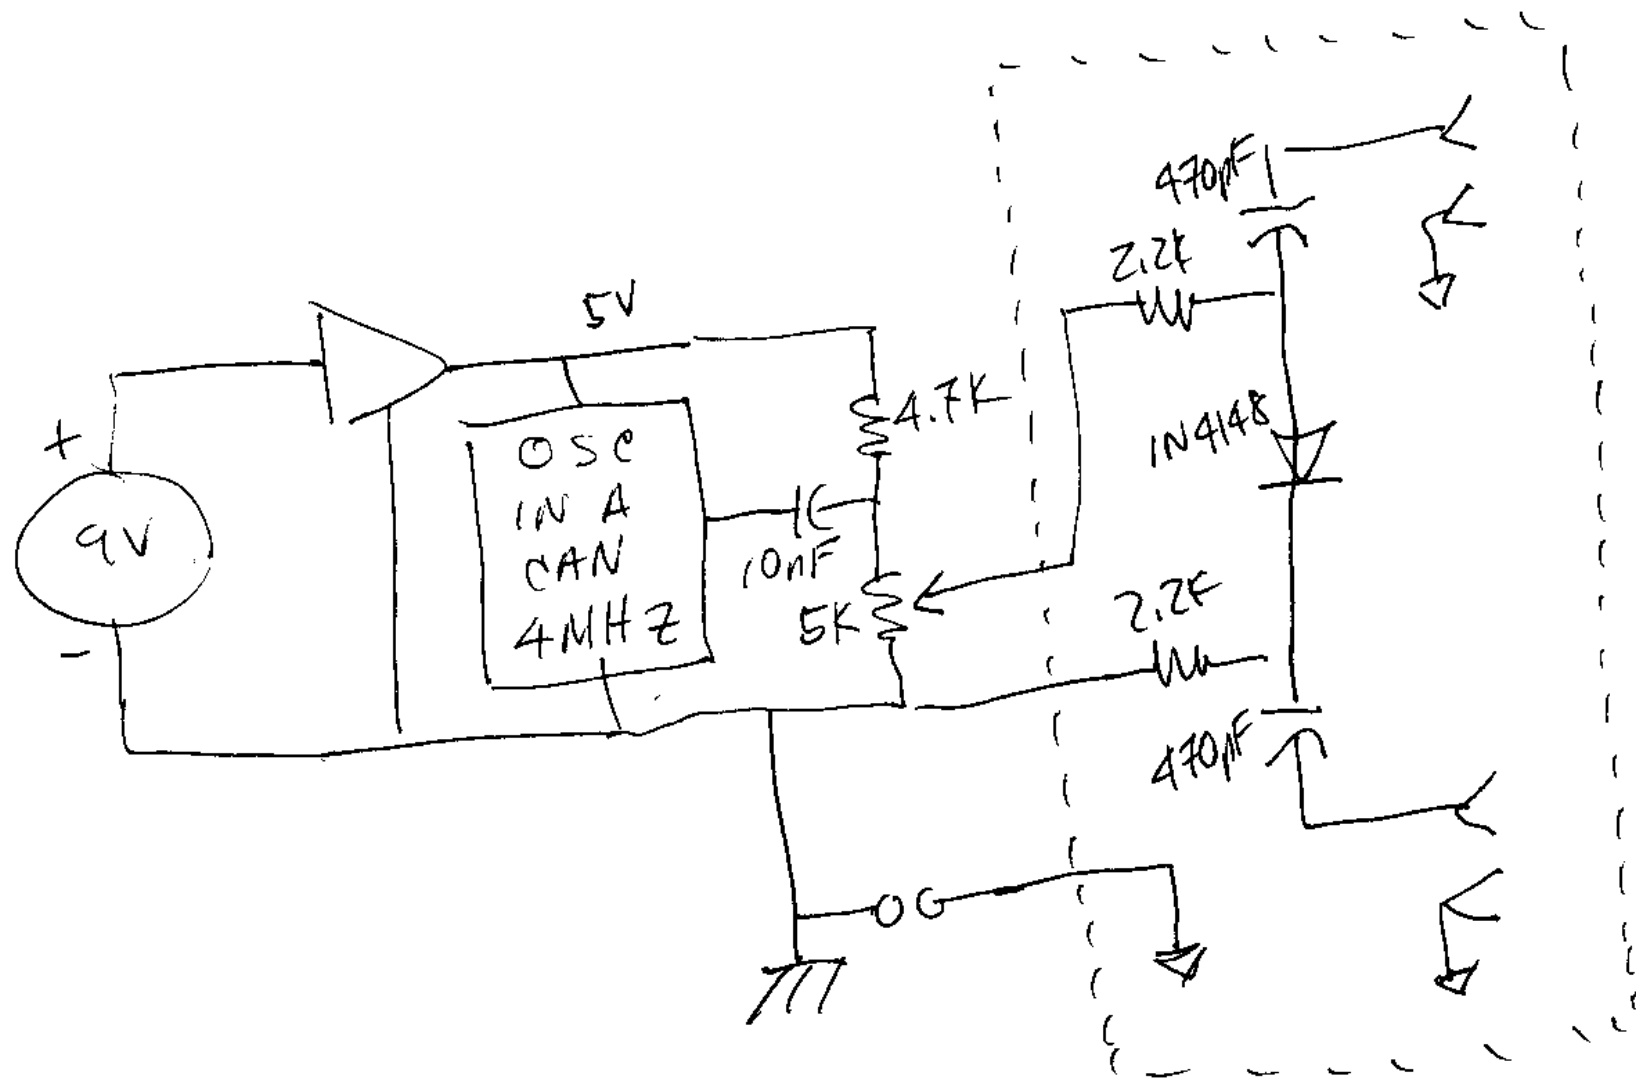 470pF
2.2K
5V
4.7K
+
OSC
IN A
CAN
4MHZ
1N4148
9V
10nF
5K
2.2K
-
470pF